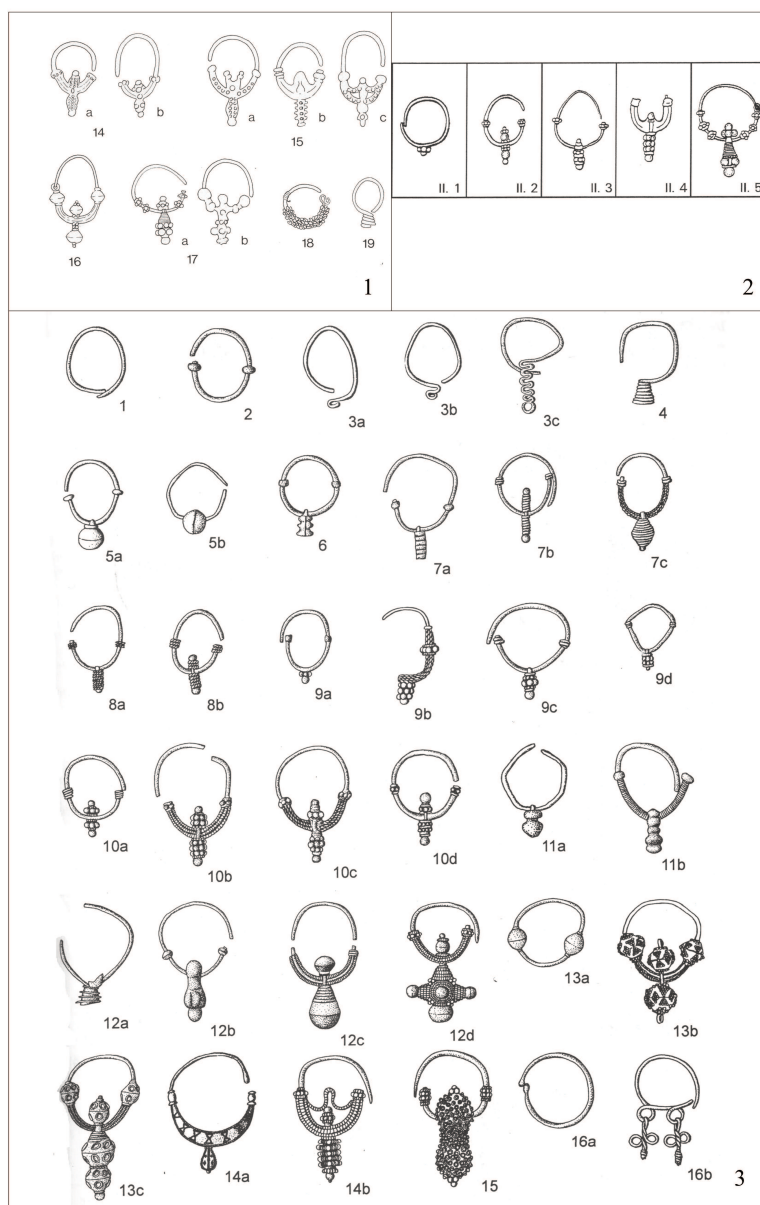 a b a b c
14 15
a b
16 17 18 19
1
II. 1 II. 2 II. 3 II. 4 II. 5
2
1 2 3a 3b 3c 4
5a 5b 6 7a 7b 7c
8a 8b 9a 9b 9c 9d
10a 10b 10c 10d 11a 11b
12a 12b 12c 12d 13a 13b
13c 14a 14b 15 16a 16b
3